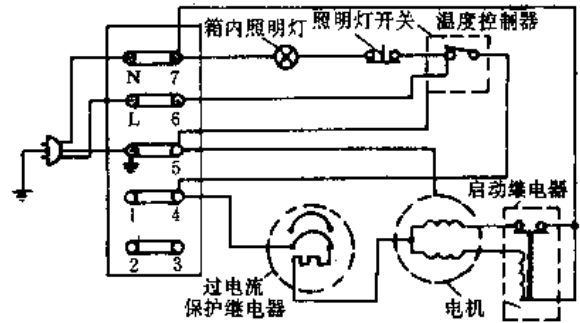 箱内照明灯
照明灯开关
温度控制器
N 7
L 6
5
1 4
2 3
启动继电器
过电流
保护继电器
电机